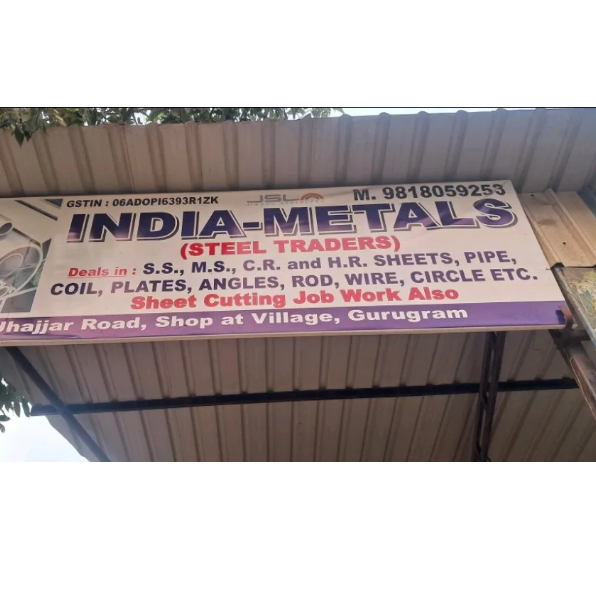 GSTIN : 06ADOPI6393R1ZK JSL M. 9818059253
INDIA-METALS
(STEEL TRADERS)
Deals in : S.S., M.S., C.R. and H.R. SHEETS, PIPE,
COIL, PLATES, ANGLES, ROD, WIRE, CIRCLE ETC.
Sheet Cutting Job Work Also
Jhajjar Road, Shop at Village, Gurugram